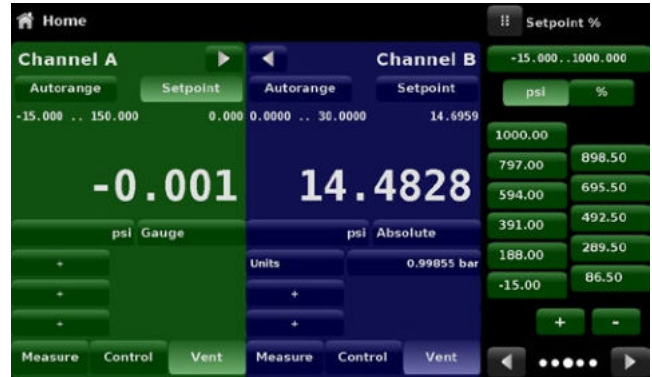 Home
Setpoint %
Channel A
Channel B
-15.000..1000.000
Autorange Setpoint
Autorange Setpoint
psi %
-15.000 .. 150.000 0.000
0.0000 .. 30.0000 14.6959
-0.001
14.4828
psi Gauge
psi Absolute
+
Units 0.99855 bar
+
+
+
+
Measure Control Vent
Measure Control Vent
1000.00
898.50
797.00
695.50
594.00
492.50
391.00
289.50
188.00
86.50
-15.00
+ -